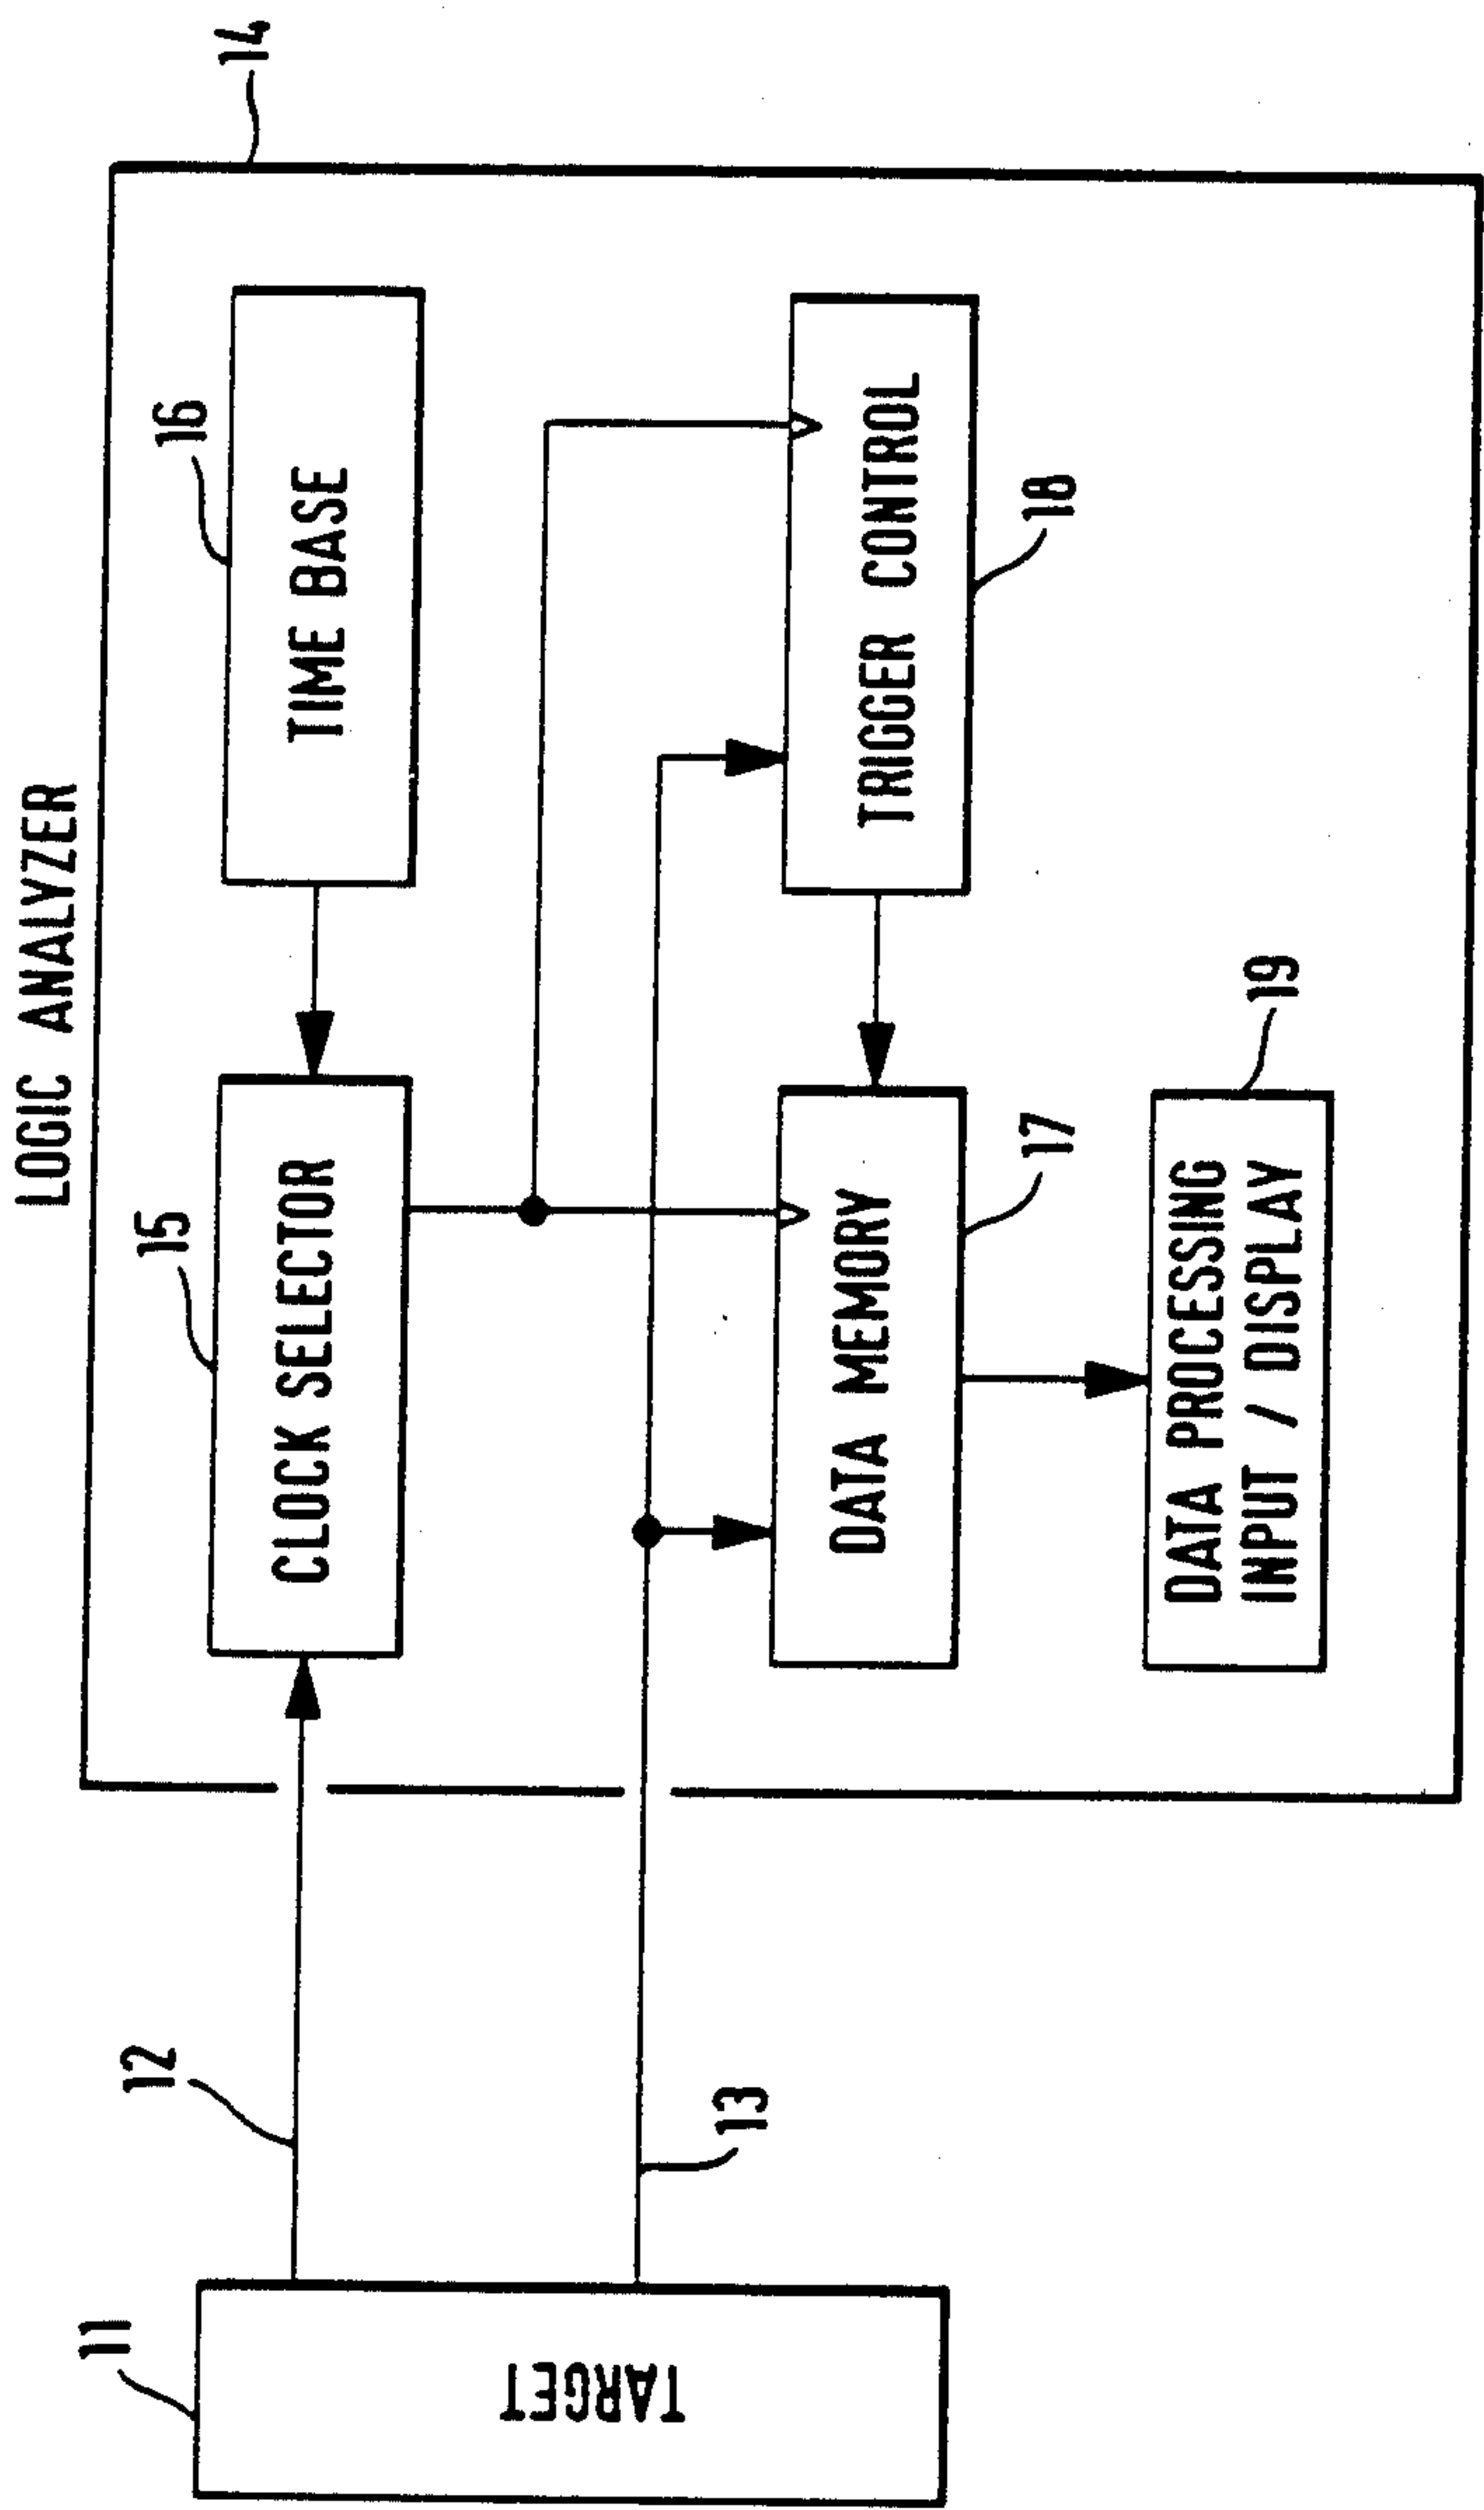 LOGIC ANALYZER
14
11
TARGET
12
13
15
CLOCK SELECTOR
16
TIME BASE
DATA MEMORY
17
TRIGGER CONTROL
18
DATA PROCESSING
INPUT / DISPLAY
19